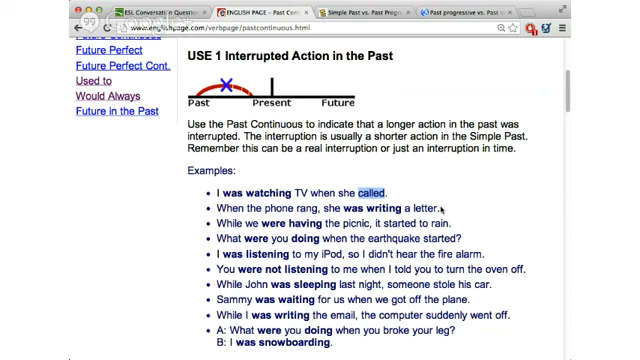 ESL Conversation Questi
ENGLISH PAGE - Past Con
Simple Past vs. Past Prog
Past progressive vs. Past
www.englishpage.com/verbpage/pastcontinuous.html
Future Perfect
Future Perfect Cont.
Used to
Would Always
Future in the Past
USE 1 Interrupted Action in the Past
Past Present Future
Use the Past Continuous to indicate that a longer action in the past was
interrupted. The interruption is usually a shorter action in the Simple Past.
Remember this can be a real interruption or just an interruption in time.
Examples:
I was watching TV when she called.
When the phone rang, she was writing a letter.
While we were having the picnic, it started to rain.
What were you doing when the earthquake started?
I was listening to my iPod, so I didn't hear the fire alarm.
You were not listening to me when I told you to turn the oven off.
While John was sleeping last night, someone stole his car.
Sammy was waiting for us when we got off the plane.
While I was writing the email, the computer suddenly went off.
A: What were you doing when you broke your leg?
B: I was snowboarding.